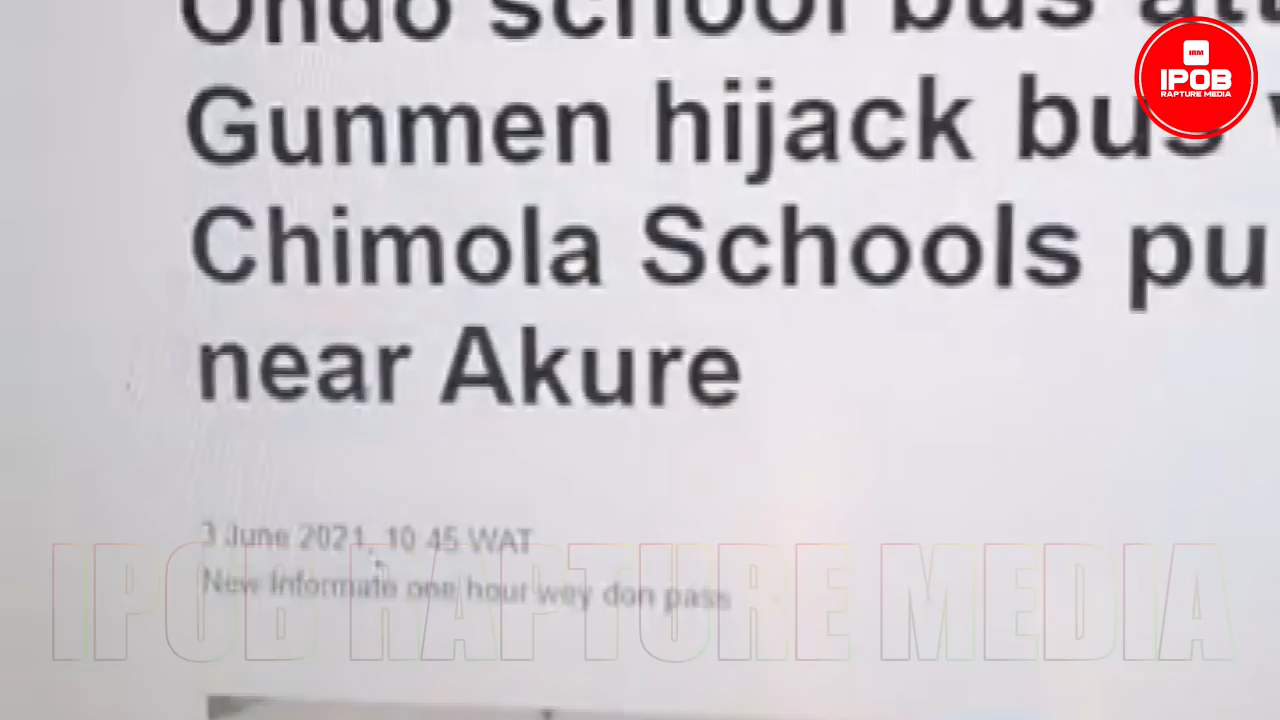 Ondo school bus
Gunmen hijack bus
Chimola Schools
near Akure
3 June 2021, 10 45 WAT
New Informate one hour wey don pass
IPOB RAPTURE MEDIA
IRM
IPOB
RAPTURE MEDIA